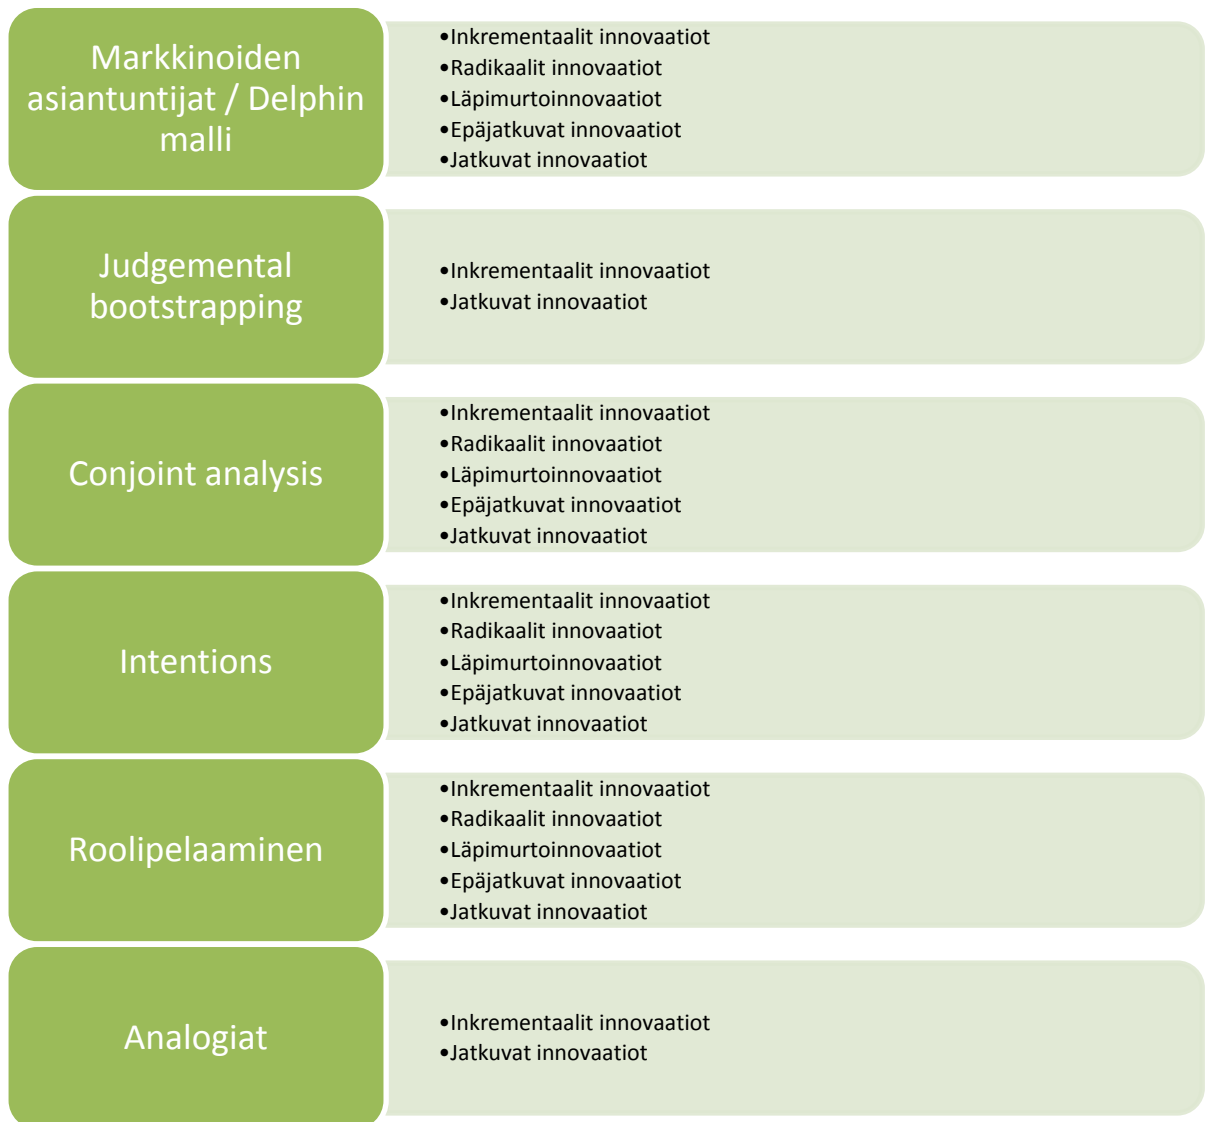 Markkinoiden
asiantuntijat / Delphin
malli
•Inkrementaalit innovaatiot
•Radikaalit innovaatiot
•Läpimurtoinnovaatiot
•Epäjatkuvat innovaatiot
•Jatkuvat innovaatiot
Judgemental
bootstrapping
•Inkrementaalit innovaatiot
•Jatkuvat innovaatiot
Conjoint analysis
•Inkrementaalit innovaatiot
•Radikaalit innovaatiot
•Läpimurtoinnovaatiot
•Epäjatkuvat innovaatiot
•Jatkuvat innovaatiot
Intentions
•Inkrementaalit innovaatiot
•Radikaalit innovaatiot
•Läpimurtoinnovaatiot
•Epäjatkuvat innovaatiot
•Jatkuvat innovaatiot
Roolipelaaminen
•Inkrementaalit innovaatiot
•Radikaalit innovaatiot
•Läpimurtoinnovaatiot
•Epäjatkuvat innovaatiot
•Jatkuvat innovaatiot
Analogiat
•Inkrementaalit innovaatiot
•Jatkuvat innovaatiot